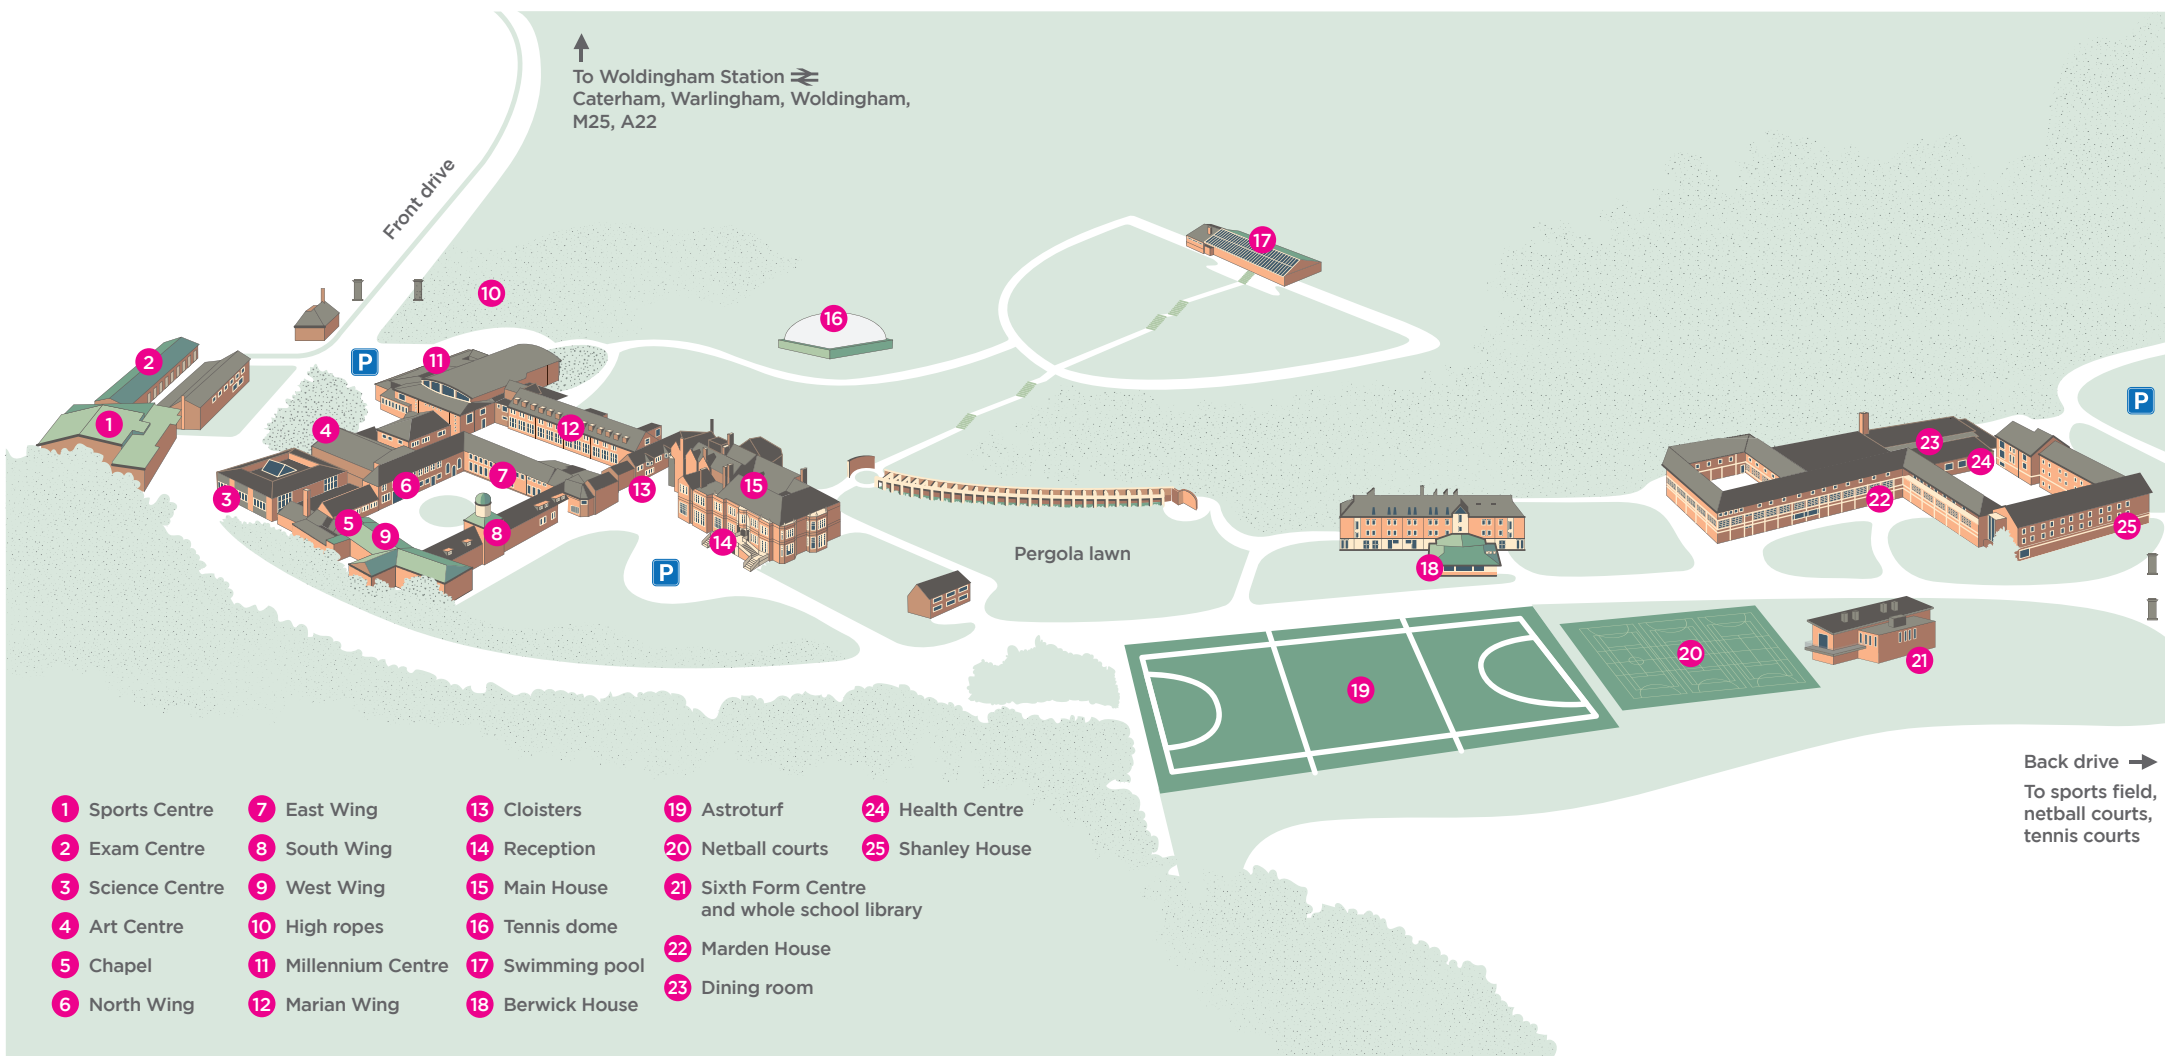 To Woldingham Station
Caterham, Warlingham, Woldingham,
M25, A22
Front drive
17
10
16
P
2
11
P
1
4
12
23
24
7
15
3
6
13
22
5
9
8
14
25
Pergola lawn
18
P
20
21
19
Back drive
To sports field,
netball courts,
tennis courts
1 Sports Centre
2 Exam Centre
3 Science Centre
4 Art Centre
5 Chapel
6 North Wing
7 East Wing
8 South Wing
9 West Wing
10 High ropes
11 Millennium Centre
12 Marian Wing
13 Cloisters
14 Reception
15 Main House
16 Tennis dome
17 Swimming pool
18 Berwick House
19 Astroturf
20 Netball courts
21 Sixth Form Centre
and whole school library
22 Marden House
23 Dining room
24 Health Centre
25 Shanley House